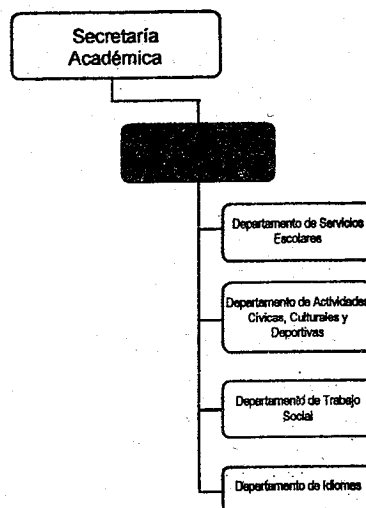 Secretaría
Académica
Departamento de Servicios
Escolares
Departamento de Actividades
Cívicas, Culturales y
Deportivas
Departamento de Trabajo
Social
Departamento de Idiomas